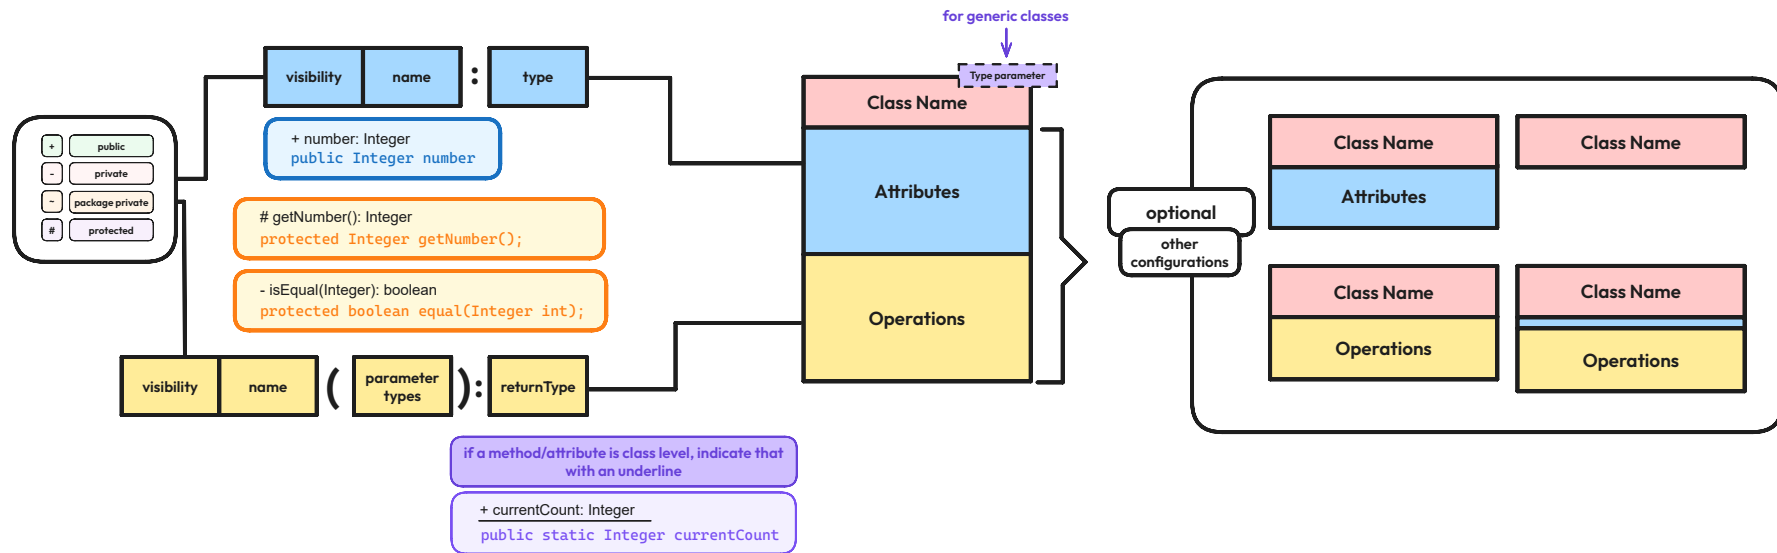 for generic classes
Type parameter
visibility name : type
+ number: Integer
public Integer number
+ public
- private
~ package private
# protected
# getNumber(): Integer
protected Integer getNumber();
- isEqual(Integer): boolean
protected boolean equal(Integer int);
visibility name ( parameter types ): returnType
if a method/attribute is class level, indicate that
with an underline
+ currentCount: Integer
public static Integer currentCount
Class Name
Attributes
Operations
optional
other
configurations
Class Name
Attributes
Class Name
Class Name
Operations
Class Name
Operations